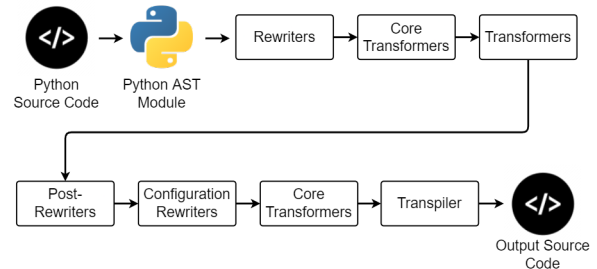 </>
Rewriters
Core
Transformers
Transformers
Python
Source Code
Python AST
Module
Post-
Rewriters
Configuration
Rewriters
Core
Transformers
Transpiler
</>
Output Source
Code